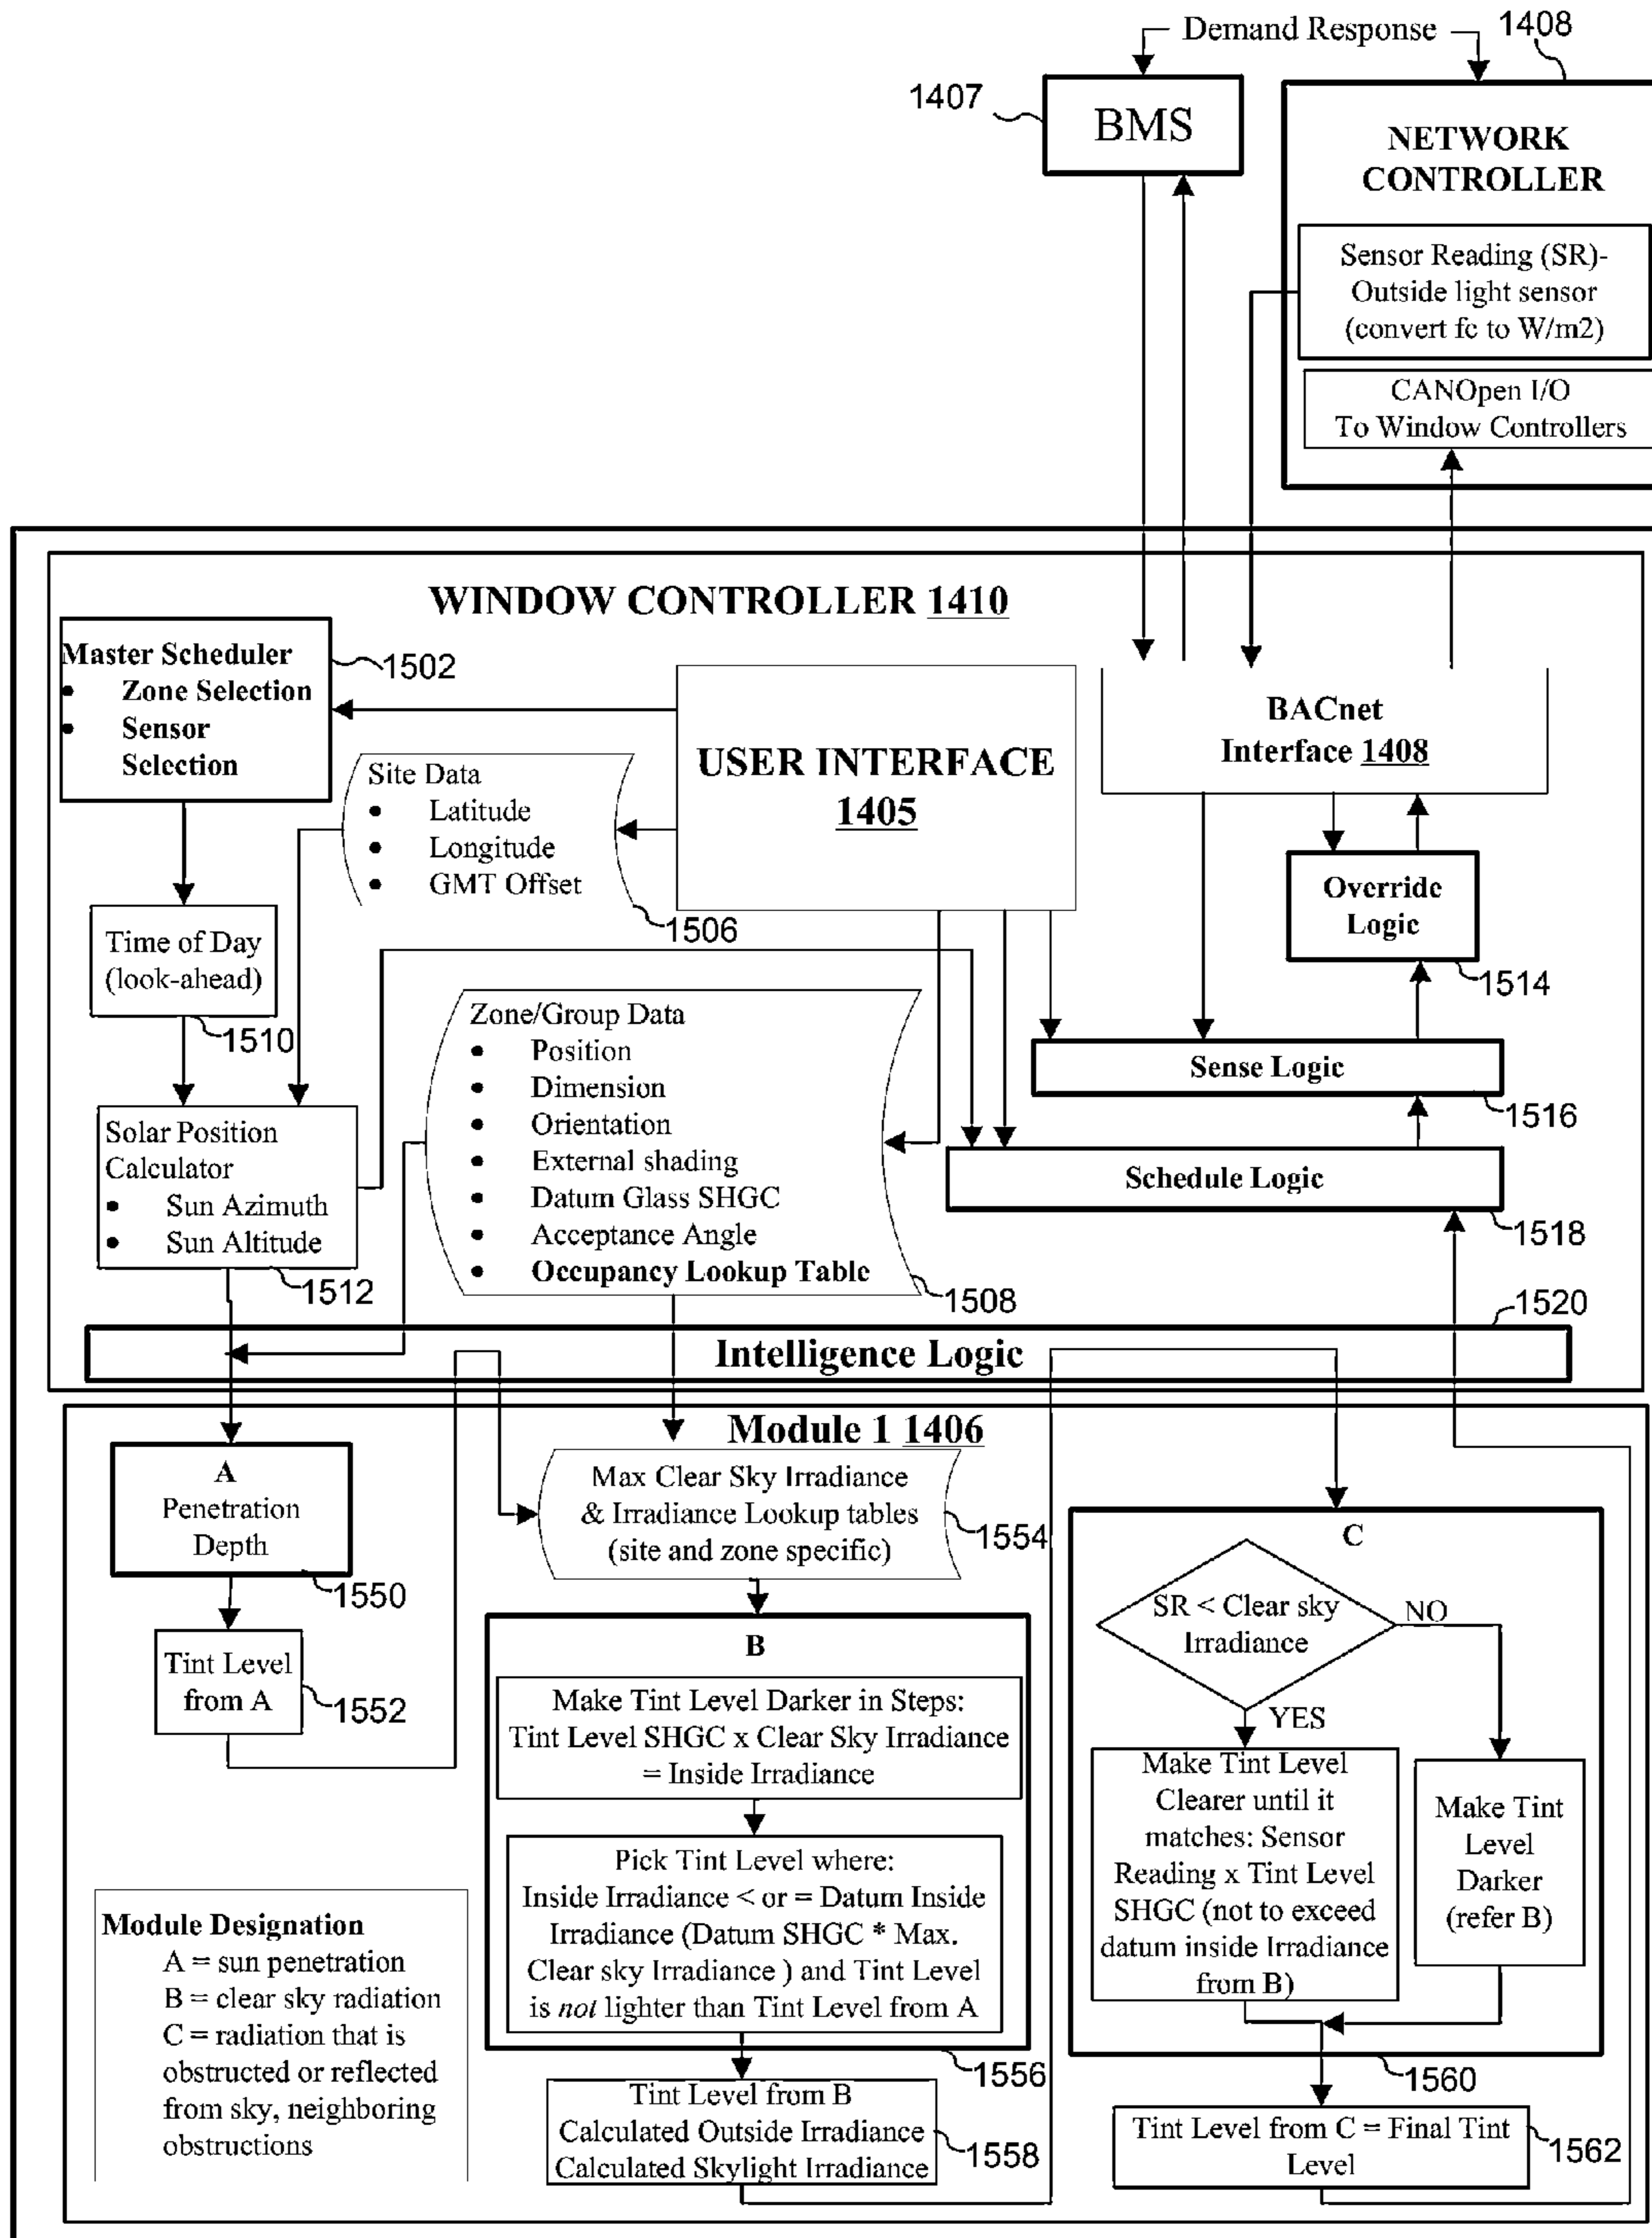 Demand Response
1408
1407
BMS
NETWORK
CONTROLLER
Sensor Reading (SR)-
Outside light sensor
(convert fc to W/m2)
CANOpen I/O
To Window Controllers
WINDOW CONTROLLER 1410
Master Scheduler
• Zone Selection
• Sensor
Selection
1502
Site Data
• Latitude
• Longitude
• GMT Offset
1506
USER INTERFACE
1405
BACnet
Interface 1408
Override
Logic
1514
Time of Day
(look-ahead)
1510
Zone/Group Data
• Position
• Dimension
• Orientation
• External shading
• Datum Glass SHGC
• Acceptance Angle
• Occupancy Lookup Table
1508
Sense Logic
1516
Solar Position
Calculator
• Sun Azimuth
• Sun Altitude
1512
Schedule Logic
1518
1520
Intelligence Logic
Module 1 1406
A
Penetration
Depth
1550
Tint Level
from A
1552
Max Clear Sky Irradiance
& Irradiance Lookup tables
(site and zone specific)
1554
B
Make Tint Level Darker in Steps:
Tint Level SHGC x Clear Sky Irradiance
= Inside Irradiance
Pick Tint Level where:
Inside Irradiance < or = Datum Inside
Irradiance (Datum SHGC * Max.
Clear sky Irradiance ) and Tint Level
is not lighter than Tint Level from A
1556
Tint Level from B
Calculated Outside Irradiance
Calculated Skylight Irradiance
1558
C
SR < Clear sky
Irradiance
NO
YES
Make Tint Level
Clearer until it
matches: Sensor
Reading x Tint Level
SHGC (not to exceed
datum inside Irradiance
from B)
Make Tint
Level
Darker
(refer B)
1560
Tint Level from C = Final Tint
Level
1562
Module Designation
A = sun penetration
B = clear sky radiation
C = radiation that is
obstructed or reflected
from sky, neighboring
obstructions